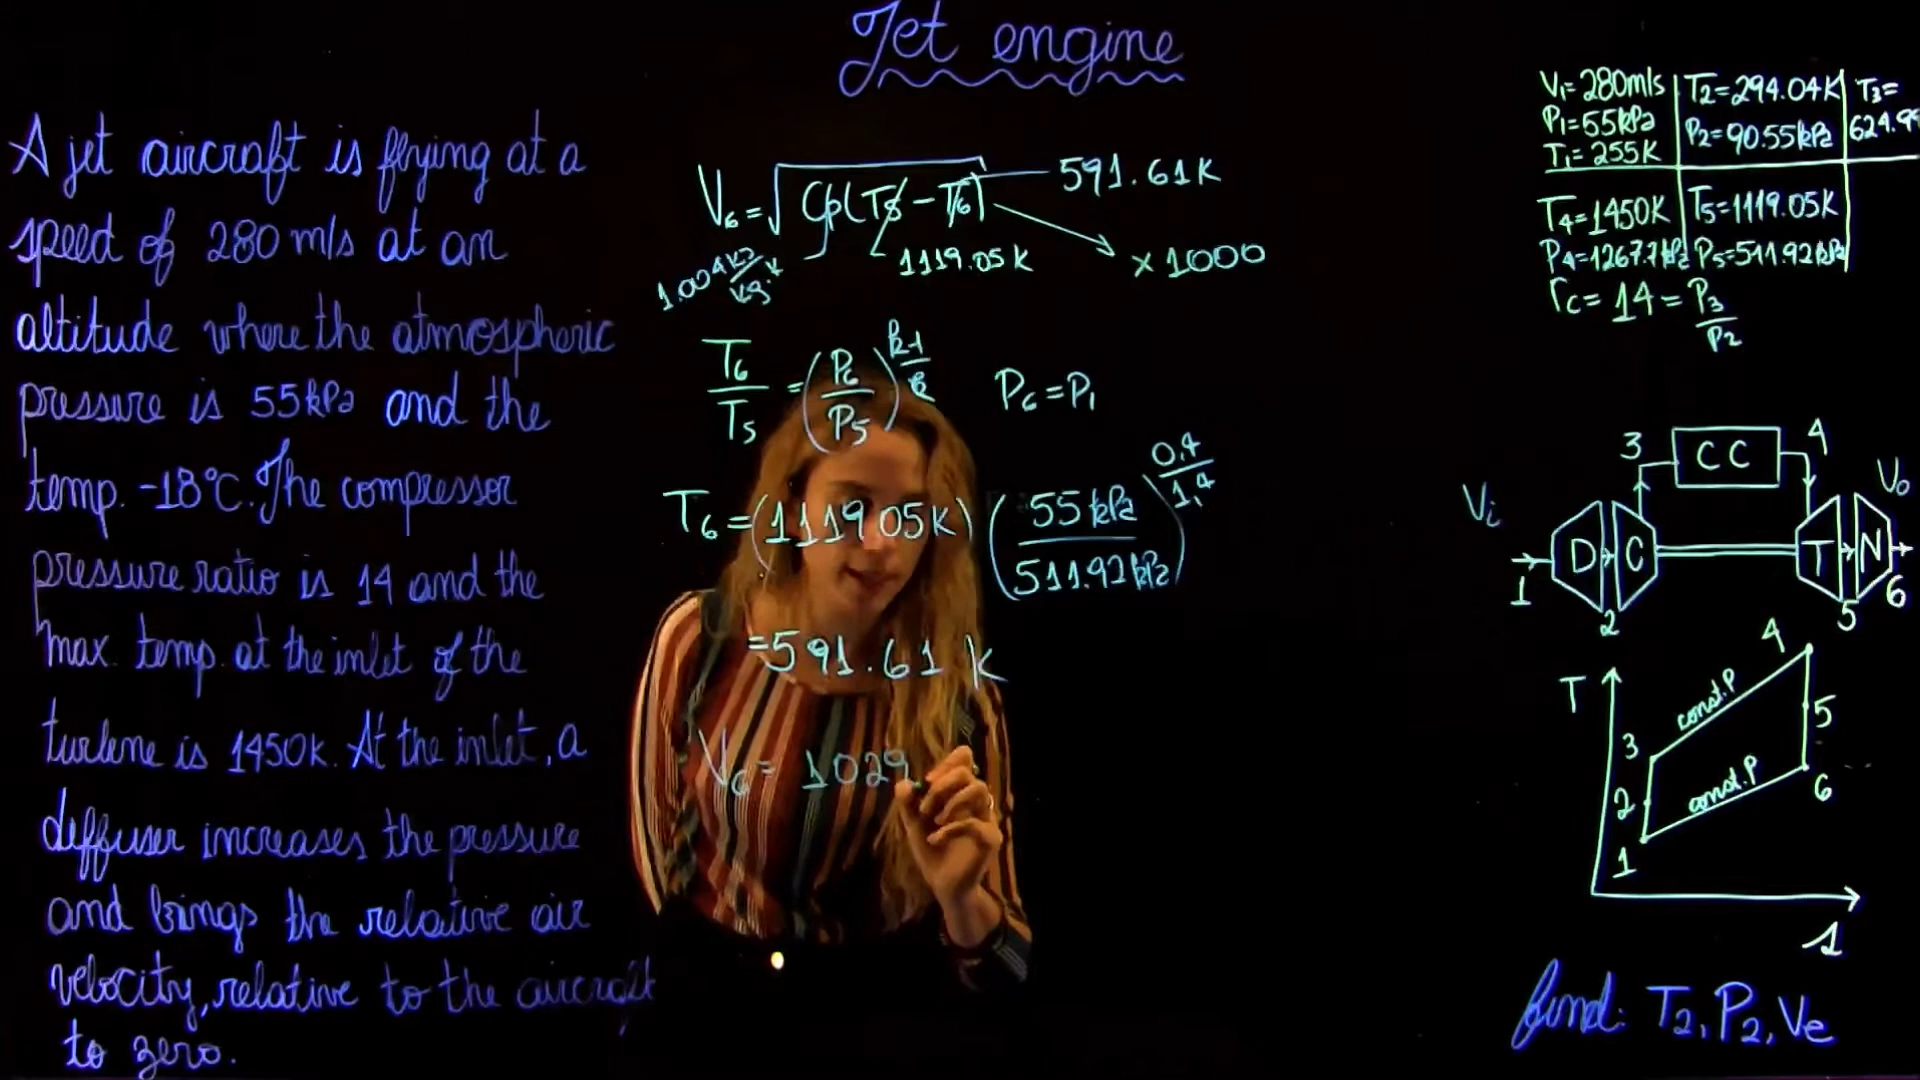 Jet engine
A jet aircraft is flying at a
speed of 280 m/s at an
altitude where the atmospheric
pressure is 55kPa and the
temp. -18°C. The compressor
pressure ratio is 14 and the
max. temp. at the inlet of the
turbine is 1450K. At the inlet, a
diffuser increases the pressure
and brings the relative air
velocity, relative to the aircraft
to zero.
V6 = √Cp(T5 - T6)
591.61K
1.004 kJ/kg.K
1119.05K
x 1000
T6/T5 = (P6/P5)^(k-1/k)
P6 = P1
T6 = (1119.05K) (55kPa/511.92kPa)^(0.4/1.4)
= 591.61 K
V6 = 1029
V1= 280m/s
P1= 55kPa
T1= 255K
T2=294.04K
P2=90.55kPa
T3=
624.99
T4=1450K
P4=1267.7kPa
T5=1119.05K
P5=511.92kPa
rc = 14 = P3/P2
3
CC
4
Vi
Vo
D
C
T
N
1
2
5
6
T
4
const. P
5
3
const. P
2
6
1
s
find: T2, P2, Ve